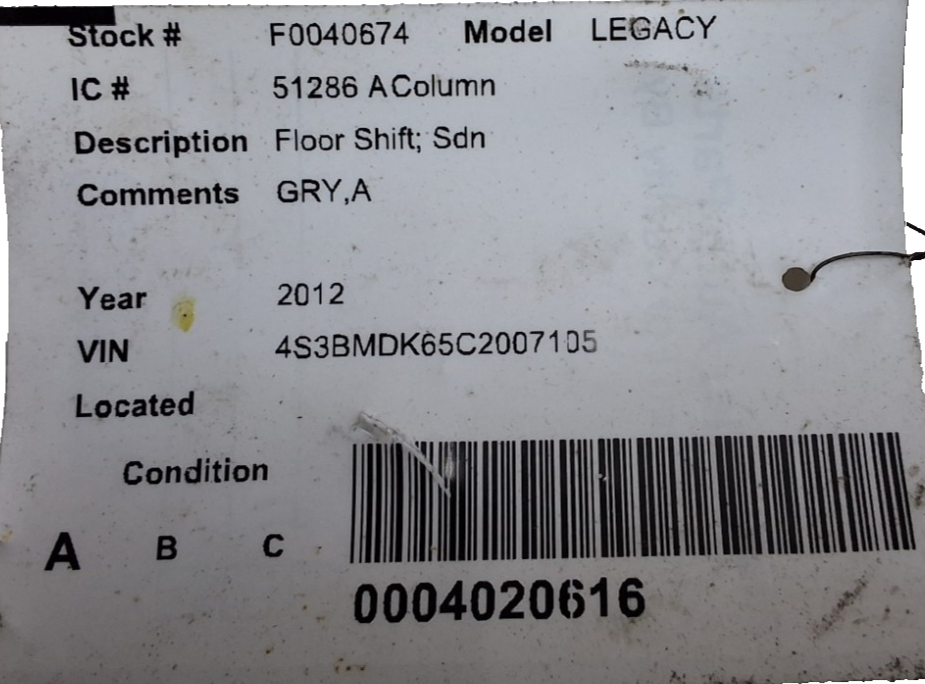 Stock # F0040674 Model LEGACY
IC # 51286 A Column
Description Floor Shift; Sdn
Comments GRY,A
Year 2012
VIN 4S3BMDK65C2007105
Located
Condition
A B C
0004020616